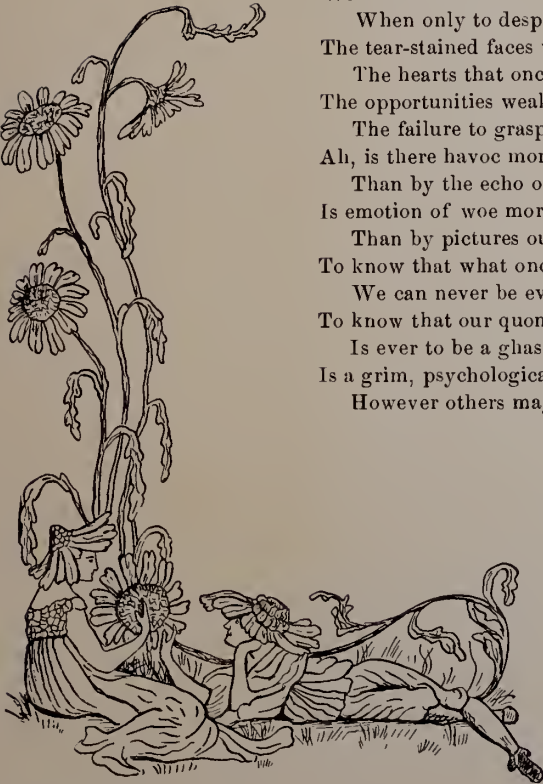 When only to desp
The tear-stained faces
The hearts that onc
The opportunities weal
The failure to grasp
Ah, is there havoc mor
Than by the echo o
Is emotion of woe mor
Than by pictures ou
To know that what onc
We can never be ev
To know that our quon
Is ever to be a ghas
Is a grim, psychologica
However others ma